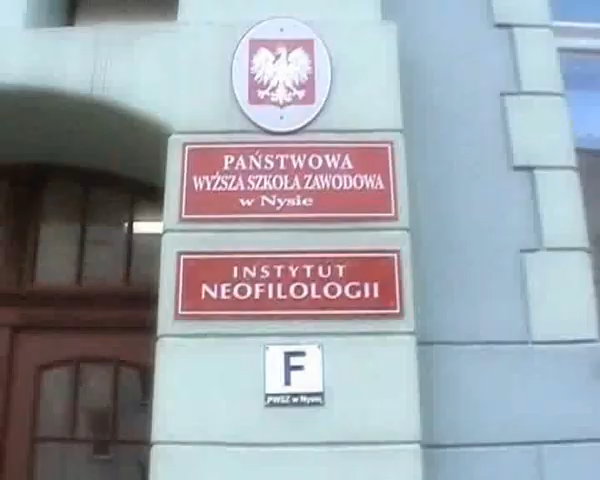 PAŃSTWOWA
WYŻSZA SZKOŁA ZAWODOWA
w Nysie
INSTYTUT
NEOFILOLOGII
F
PWSZ w Nysie